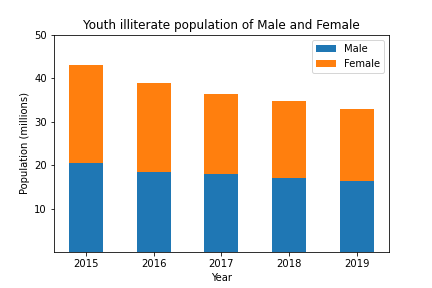 Youth illiterate population of Male and Female
Male
Female
Population (millions)
50
40
30
20
10
2015 2016 2017 2018 2019
Year